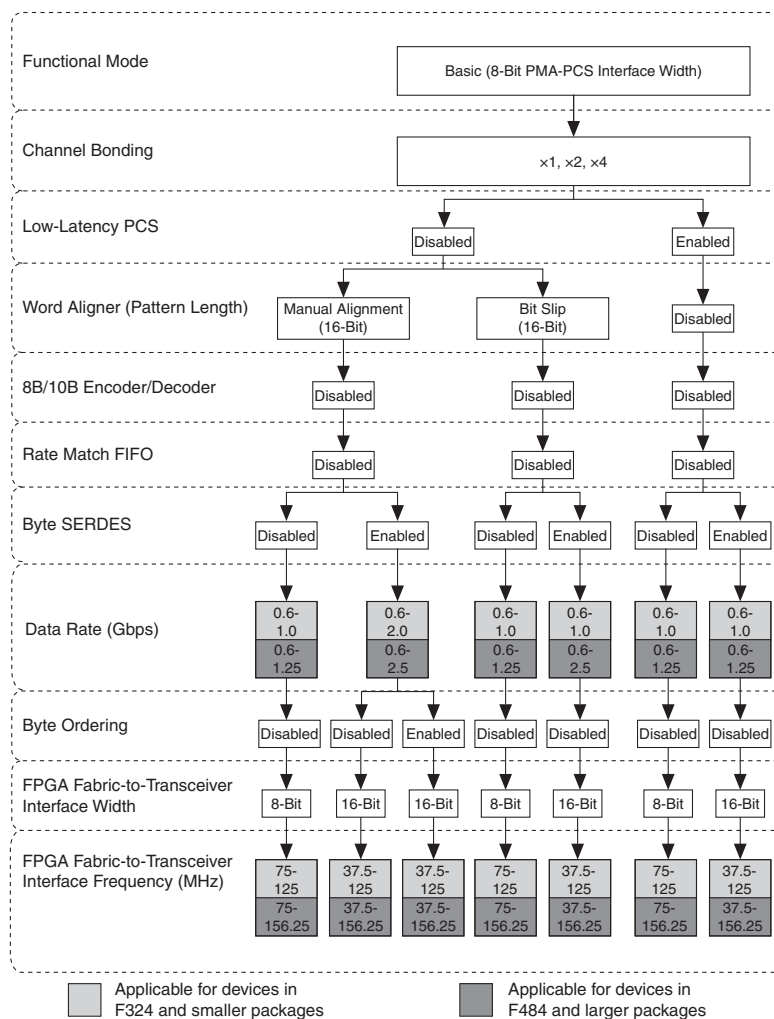 Functional Mode
Basic (8-Bit PMA-PCS Interface Width)
Channel Bonding
×1, ×2, ×4
Low-Latency PCS
Disabled
Enabled
Word Aligner (Pattern Length)
Manual Alignment
(16-Bit)
Bit Slip
(16-Bit)
Disabled
8B/10B Encoder/Decoder
Disabled
Disabled
Disabled
Rate Match FIFO
Disabled
Disabled
Disabled
Byte SERDES
Disabled
Enabled
Disabled
Enabled
Disabled
Enabled
Data Rate (Gbps)
0.6-
1.0
0.6-
1.25
0.6-
2.0
0.6-
2.5
0.6-
1.0
0.6-
1.25
0.6-
1.0
0.6-
2.5
0.6-
1.0
0.6-
1.25
0.6-
1.0
0.6-
1.25
Byte Ordering
Disabled
Disabled
Enabled
Disabled
Disabled
Disabled
Disabled
FPGA Fabric-to-Transceiver
Interface Width
8-Bit
16-Bit
16-Bit
8-Bit
16-Bit
8-Bit
16-Bit
FPGA Fabric-to-Transceiver
Interface Frequency (MHz)
75-
125
75-
156.25
37.5-
125
37.5-
156.25
37.5-
125
37.5-
156.25
75-
125
75-
156.25
37.5-
125
37.5-
156.25
75-
125
75-
156.25
37.5-
125
37.5-
156.25
Applicable for devices in
F324 and smaller packages
Applicable for devices in
F484 and larger packages